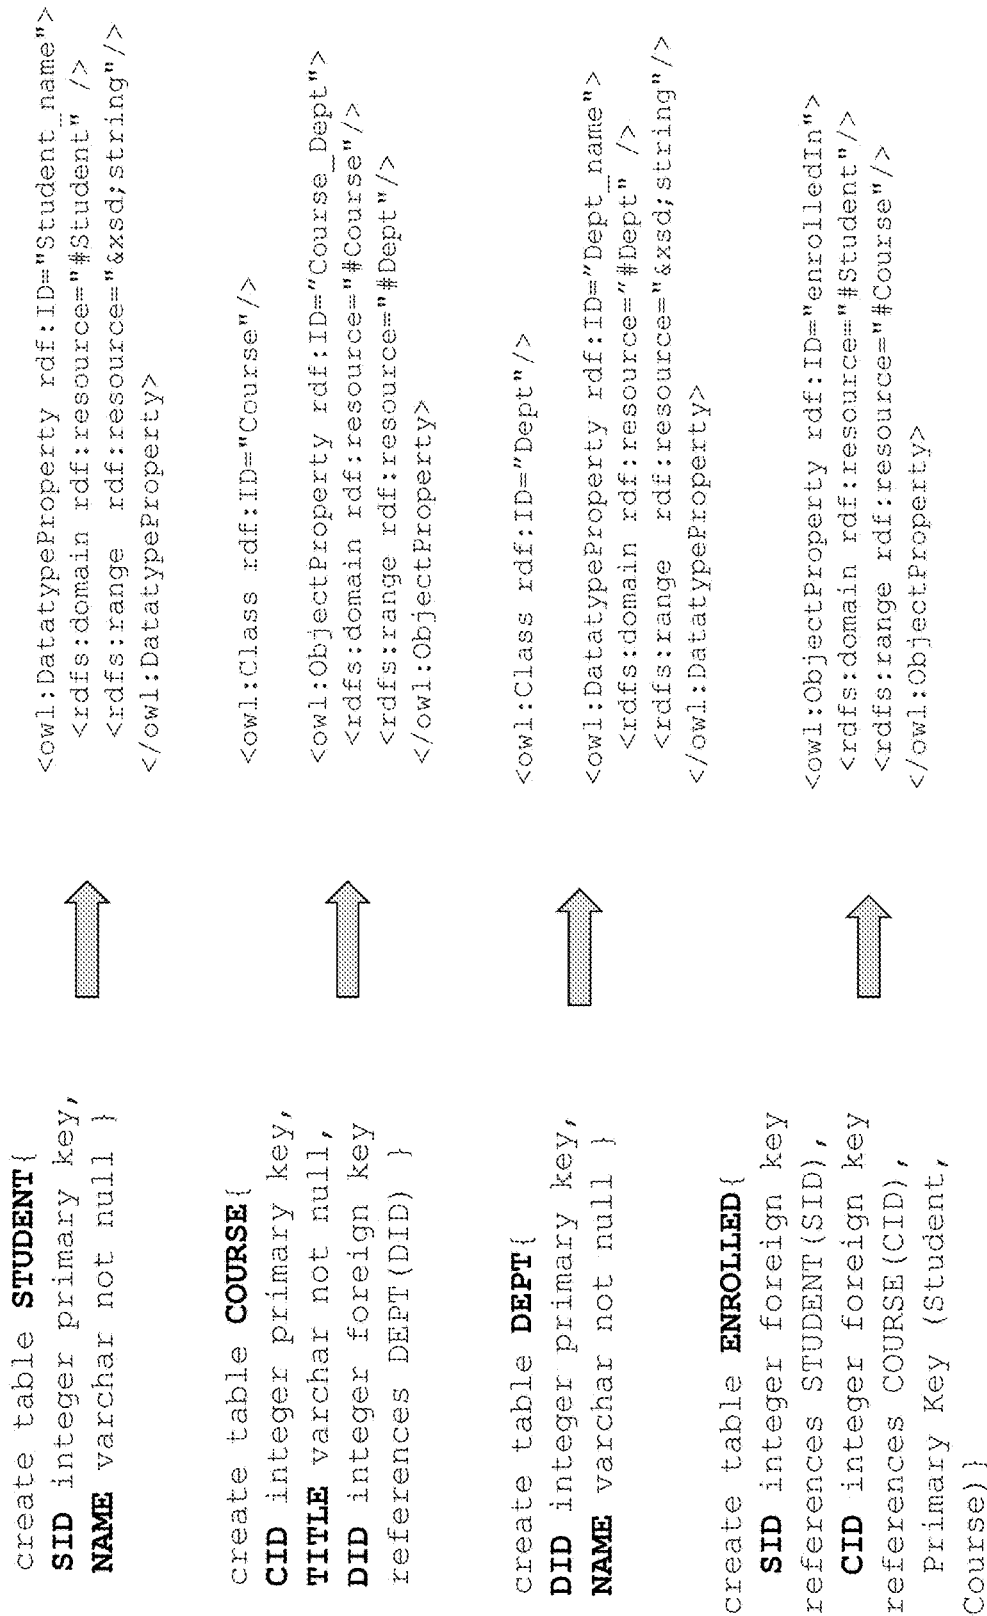 create table STUDENT{
SID integer primary key,
NAME varchar not null }
<owl:DatatypeProperty rdf:ID="Student_name">
<rdfs:domain rdf:resource="#Student" />
<rdfs:range rdf:resource="&xsd;string"/>
</owl:DatatypeProperty>
create table COURSE{
CID integer primary key,
TITLE varchar not null,
DID integer foreign key
references DEPT(DID) }
<owl:Class rdf:ID="Course"/>
<owl:ObjectProperty rdf:ID="Course_Dept">
<rdfs:domain rdf:resource="#Course"/>
<rdfs:range rdf:resource="#Dept"/>
</owl:ObjectProperty>
create table DEPT{
DID integer primary key,
NAME varchar not null }
<owl:Class rdf:ID="Dept"/>
<owl:DatatypeProperty rdf:ID="Dept_name">
<rdfs:domain rdf:resource="#Dept" />
<rdfs:range rdf:resource="&xsd;string"/>
</owl:DatatypeProperty>
create table ENROLLED{
SID integer foreign key
references STUDENT(SID),
CID integer foreign key
references COURSE(CID),
Primary Key (Student,
Course)}
<owl:ObjectProperty rdf:ID="enrolledIn">
<rdfs:domain rdf:resource="#Student"/>
<rdfs:range rdf:resource="#Course"/>
</owl:ObjectProperty>